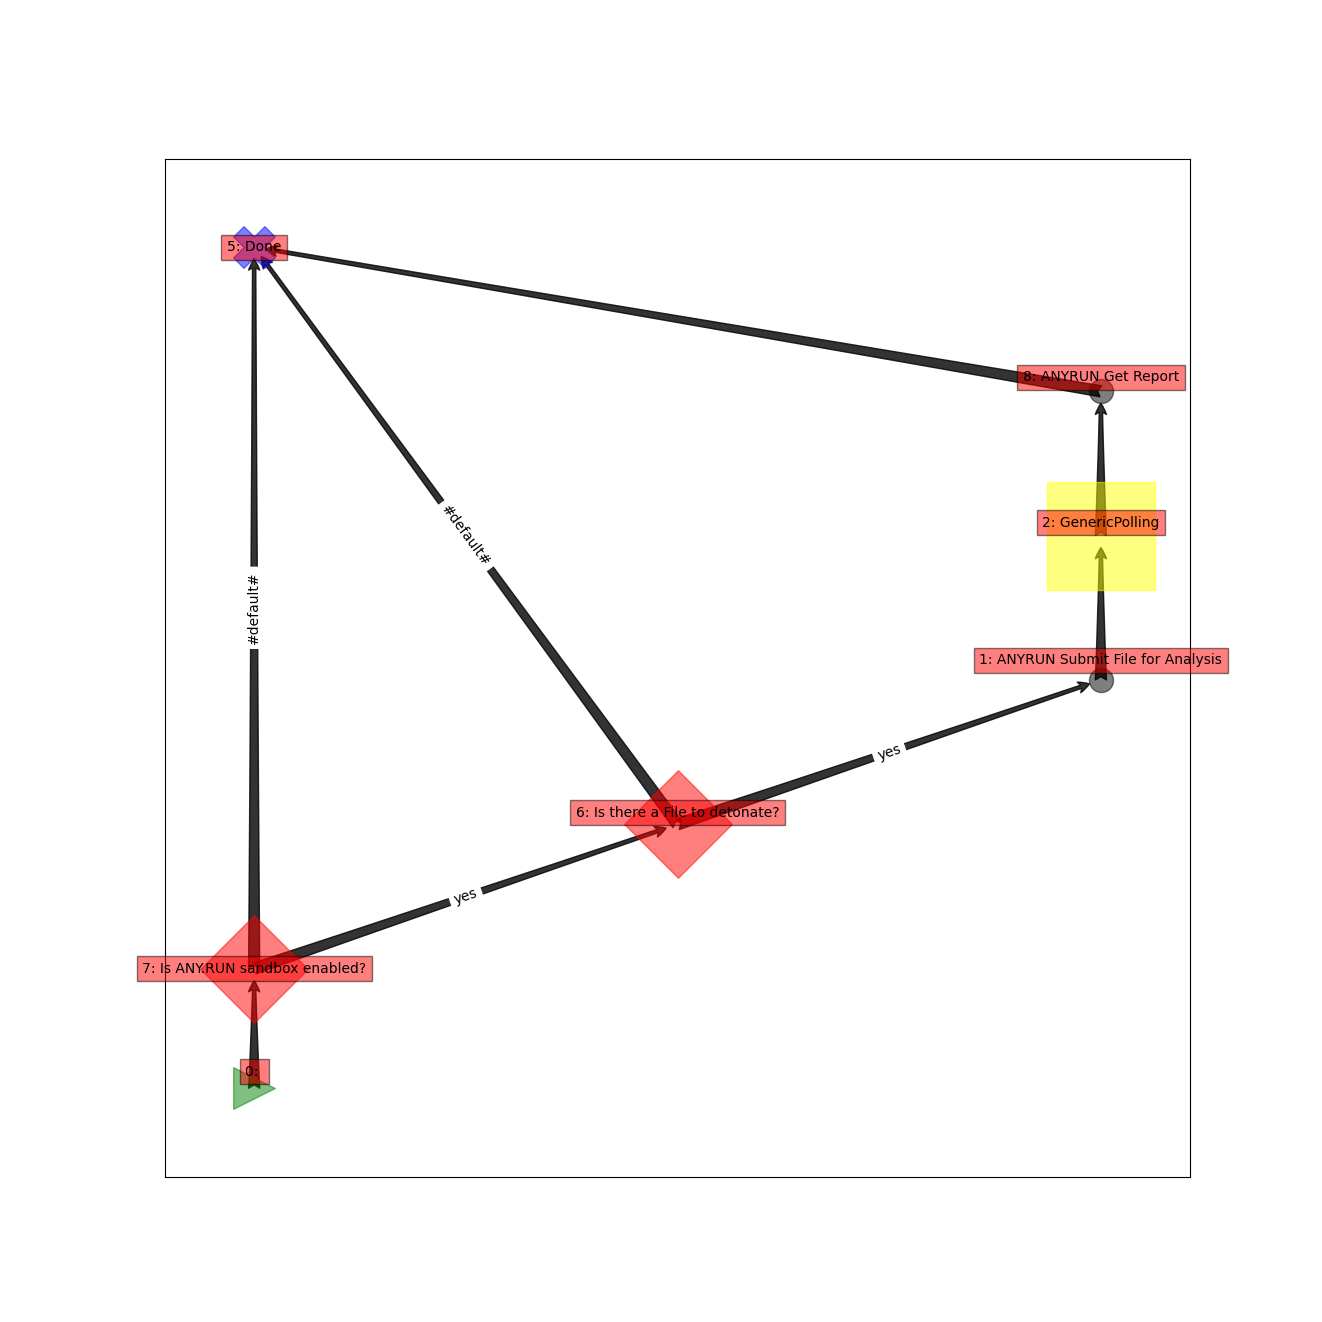 5: Done
8: ANYRUN Get Report
#default#
2: GenericPolling
#default#
1: ANYRUN Submit File for Analysis
yes
6: Is there a File to detonate?
yes
7: Is ANY.RUN sandbox enabled?
0: